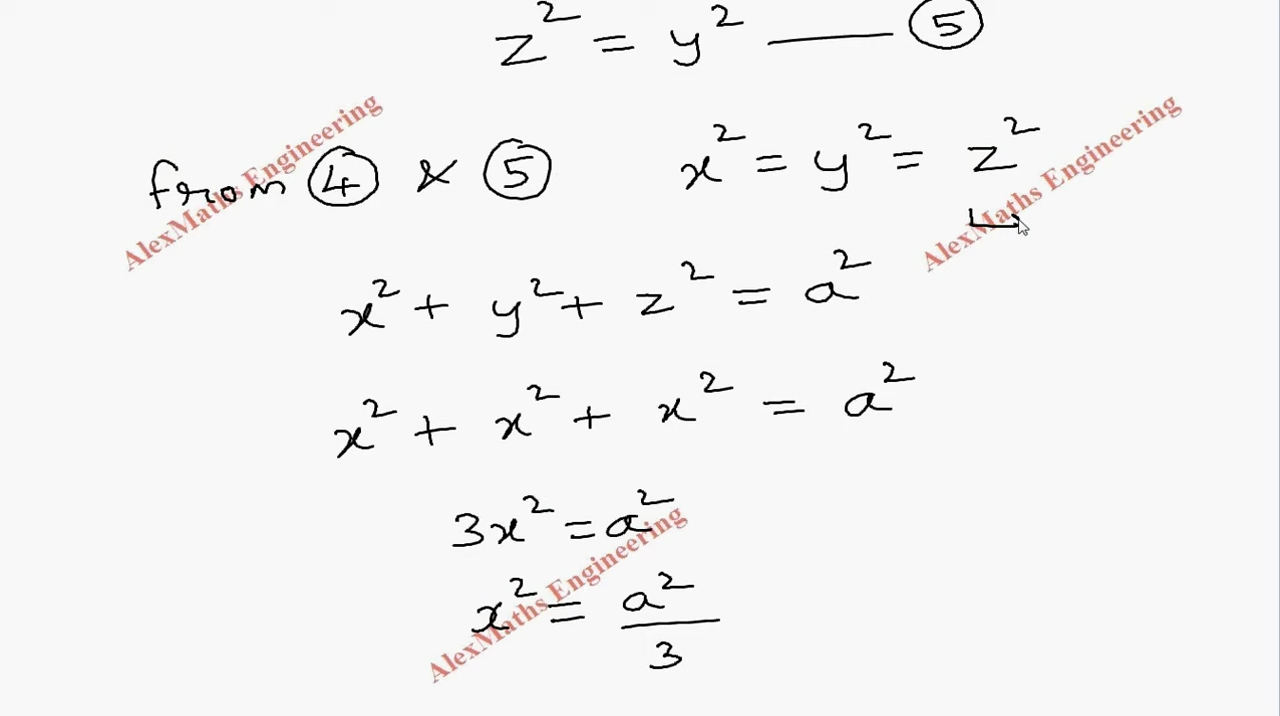 z² = y² —— ⑤
from ④ & ⑤ x² = y² = z²
x² + y² + z² = a²
x² + x² + x² = a²
3x² = a²
x² = a²/3
AlexMaths Engineering
AlexMaths Engineering
AlexMaths Engineering